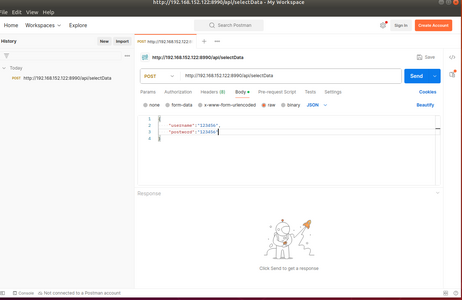 http://192.168.152.122:8990/api/selectData - My Workspace
File Edit View Help
Home Workspaces Explore
Search Postman
Sign In
Create Account
History
New Import
POST http://192.168.152.122:
Today
POST http://192.168.152.122:8990/api/selectData
http://192.168.152.122:8990/api/selectData
Save
POST http://192.168.152.122:8990/api/selectData
Send
Params Authorization Headers (8) Body Pre-request Script Tests Settings
Cookies
none form-data x-www-form-urlencoded raw binary JSON
Beautify
1 {
2 "username":"123456",
3 "password":"123456"
4 }
Response
Click Send to get a response
Console Not connected to a Postman account